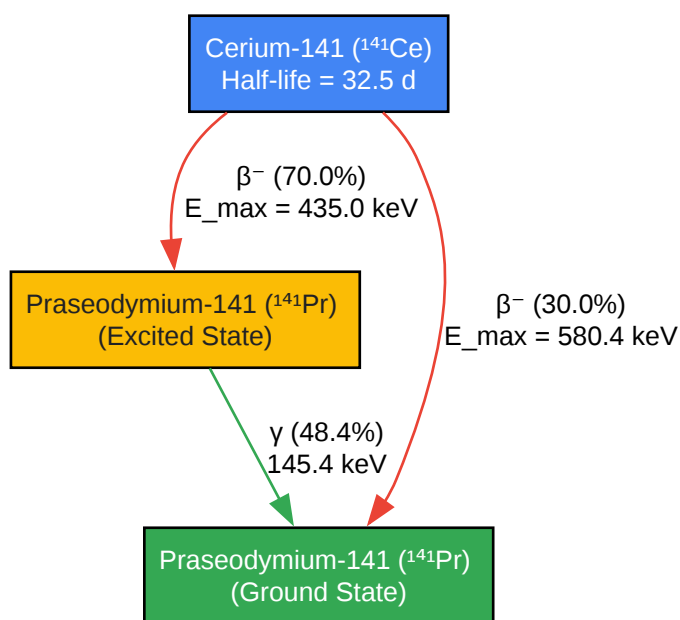 Cerium-141 (¹⁴¹Ce)
Half-life = 32.5 d
β⁻ (70.0%)
E_max = 435.0 keV
Praseodymium-141 (¹⁴¹Pr)
(Excited State)
β⁻ (30.0%)
E_max = 580.4 keV
γ (48.4%)
145.4 keV
Praseodymium-141 (¹⁴¹Pr)
(Ground State)